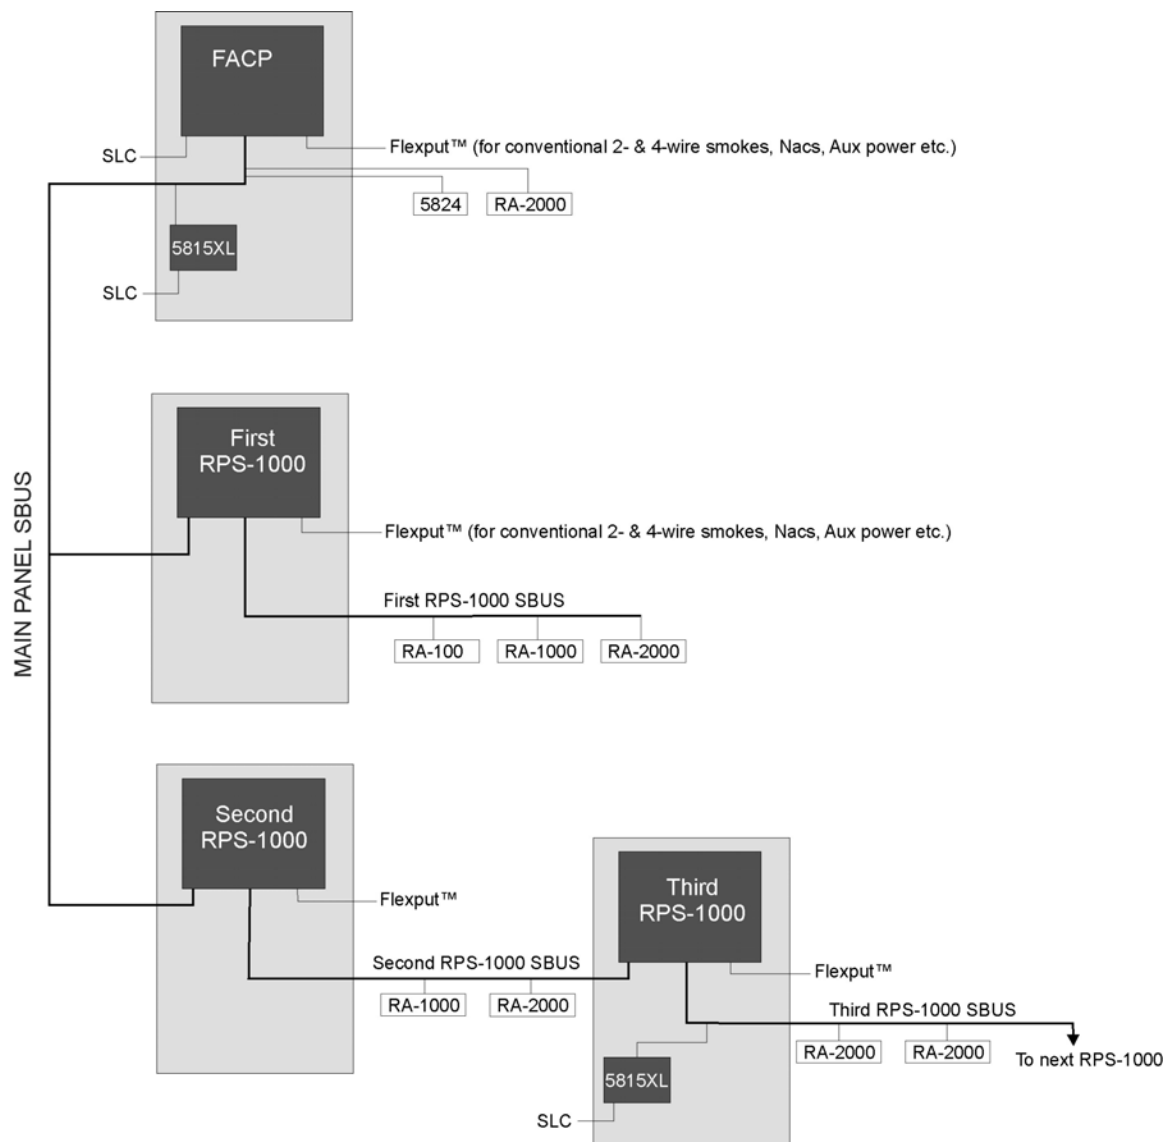 FACP
SLC
Flexput™ (for conventional 2- & 4-wire smokes, Nacs, Aux power etc.)
5824
RA-2000
5815XL
SLC
MAIN PANEL SBUS
First
RPS-1000
Flexput™ (for conventional 2- & 4-wire smokes, Nacs, Aux power etc.)
First RPS-1000 SBUS
RA-100
RA-1000
RA-2000
Second
RPS-1000
Flexput™
Second RPS-1000 SBUS
RA-1000
RA-2000
Third
RPS-1000
Flexput™
Third RPS-1000 SBUS
RA-2000
RA-2000
To next RPS-1000
5815XL
SLC